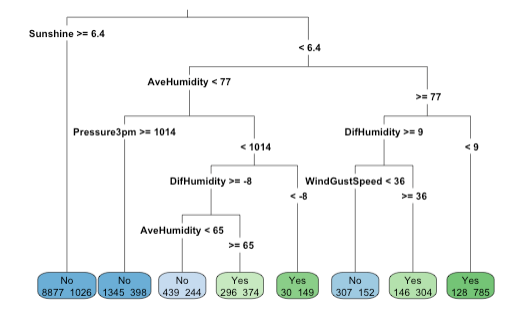 Sunshine >= 6.4
< 6.4
AveHumidity < 77
>= 77
Pressure3pm >= 1014
DifHumidity >= 9
< 1014
< 9
DifHumidity >= -8
WindGustSpeed < 36
< -8
>= 36
AveHumidity < 65
>= 65
No No No Yes Yes No Yes Yes
8877 1026 1345 398 439 244 296 374 30 149 307 152 146 304 128 785